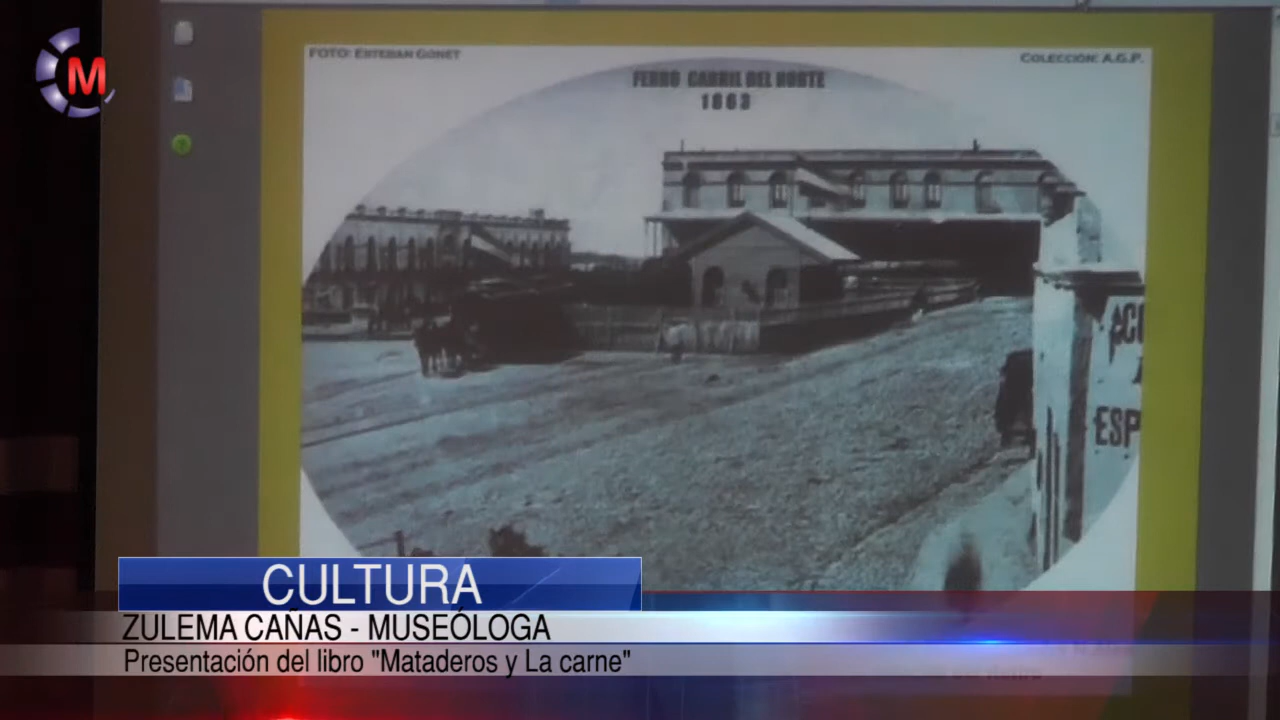 FOTO: ESTEBAN GONET
COLECCIÓN: A.G.P.
FERRO CARRIL DEL NORTE
1863
M
ESP
CULTURA
ZULEMA CAÑAS - MUSEÓLOGA
Presentación del libro "Mataderos y La carne"